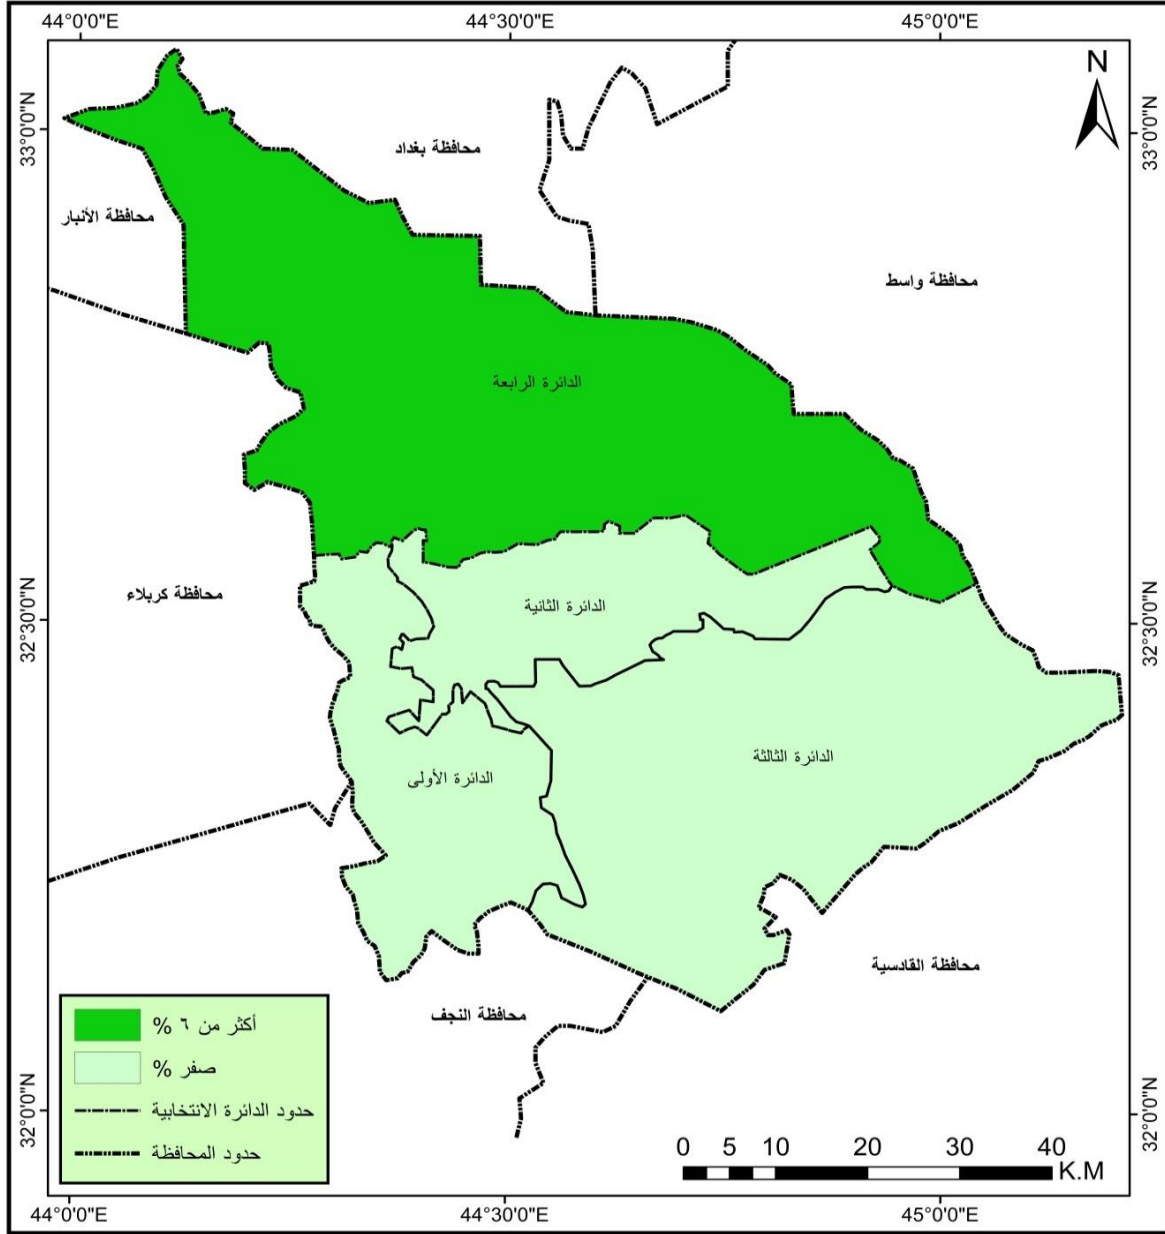 44°0'0"E 44°30'0"E 45°0'0"E
N
33°0'0"N 33°0'0"N
محافظة بغداد
محافظة الأنبار
محافظة واسط
الدائرة الرابعة
محافظة كربلاء
الدائرة الثانية
32°30'0"N 32°30'0"N
الدائرة الثالثة
الدائرة الأولى
محافظة القادسية
محافظة النجف
أكثر من ٦ %
صفر %
حدود الدائرة الانتخابية
حدود المحافظة
32°0'0"N 32°0'0"N
0 5 10 20 30 40
K.M
44°0'0"E 44°30'0"E 45°0'0"E